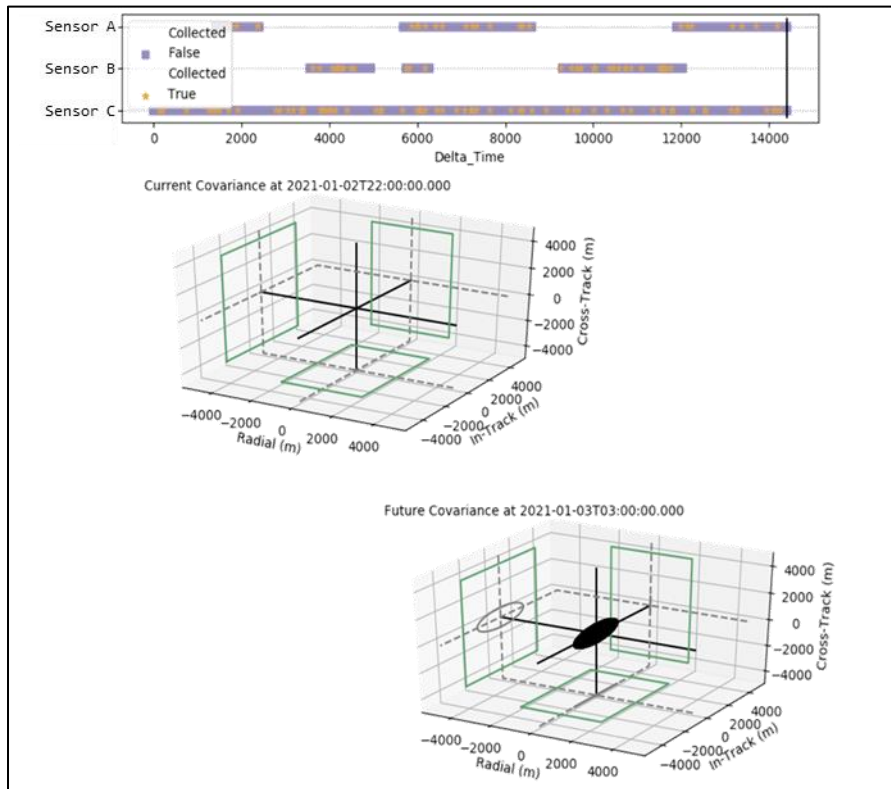 Sensor A
Collected
False
Sensor B
Collected
True
Sensor C
0 2000 4000 6000 8000 10000 12000 14000
Delta_Time
Current Covariance at 2021-01-02T22:00:00.000
4000
2000
0
−2000
−4000
Cross-Track (m)
−4000 −2000 0 2000 4000
Radial (m)
−4000 −2000 0 2000 4000
In-Track (m)
Future Covariance at 2021-01-03T03:00:00.000
4000
2000
0
−2000
−4000
Cross-Track (m)
−4000 −2000 0 2000 4000
Radial (m)
−4000 −2000 0 2000 4000
In-Track (m)